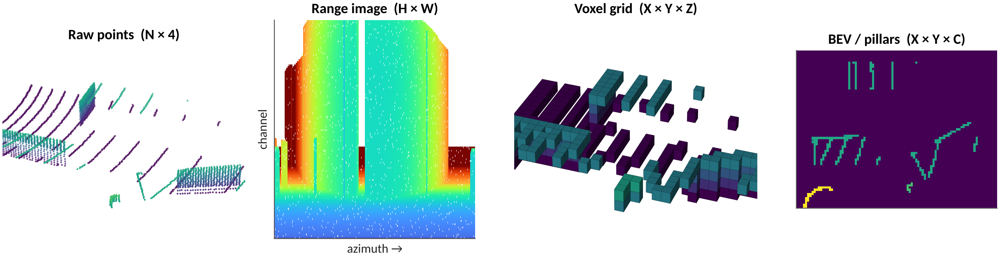 Raw points (N × 4)
Range image (H × W)
channel
azimuth →
Voxel grid (X × Y × Z)
BEV / pillars (X × Y × C)